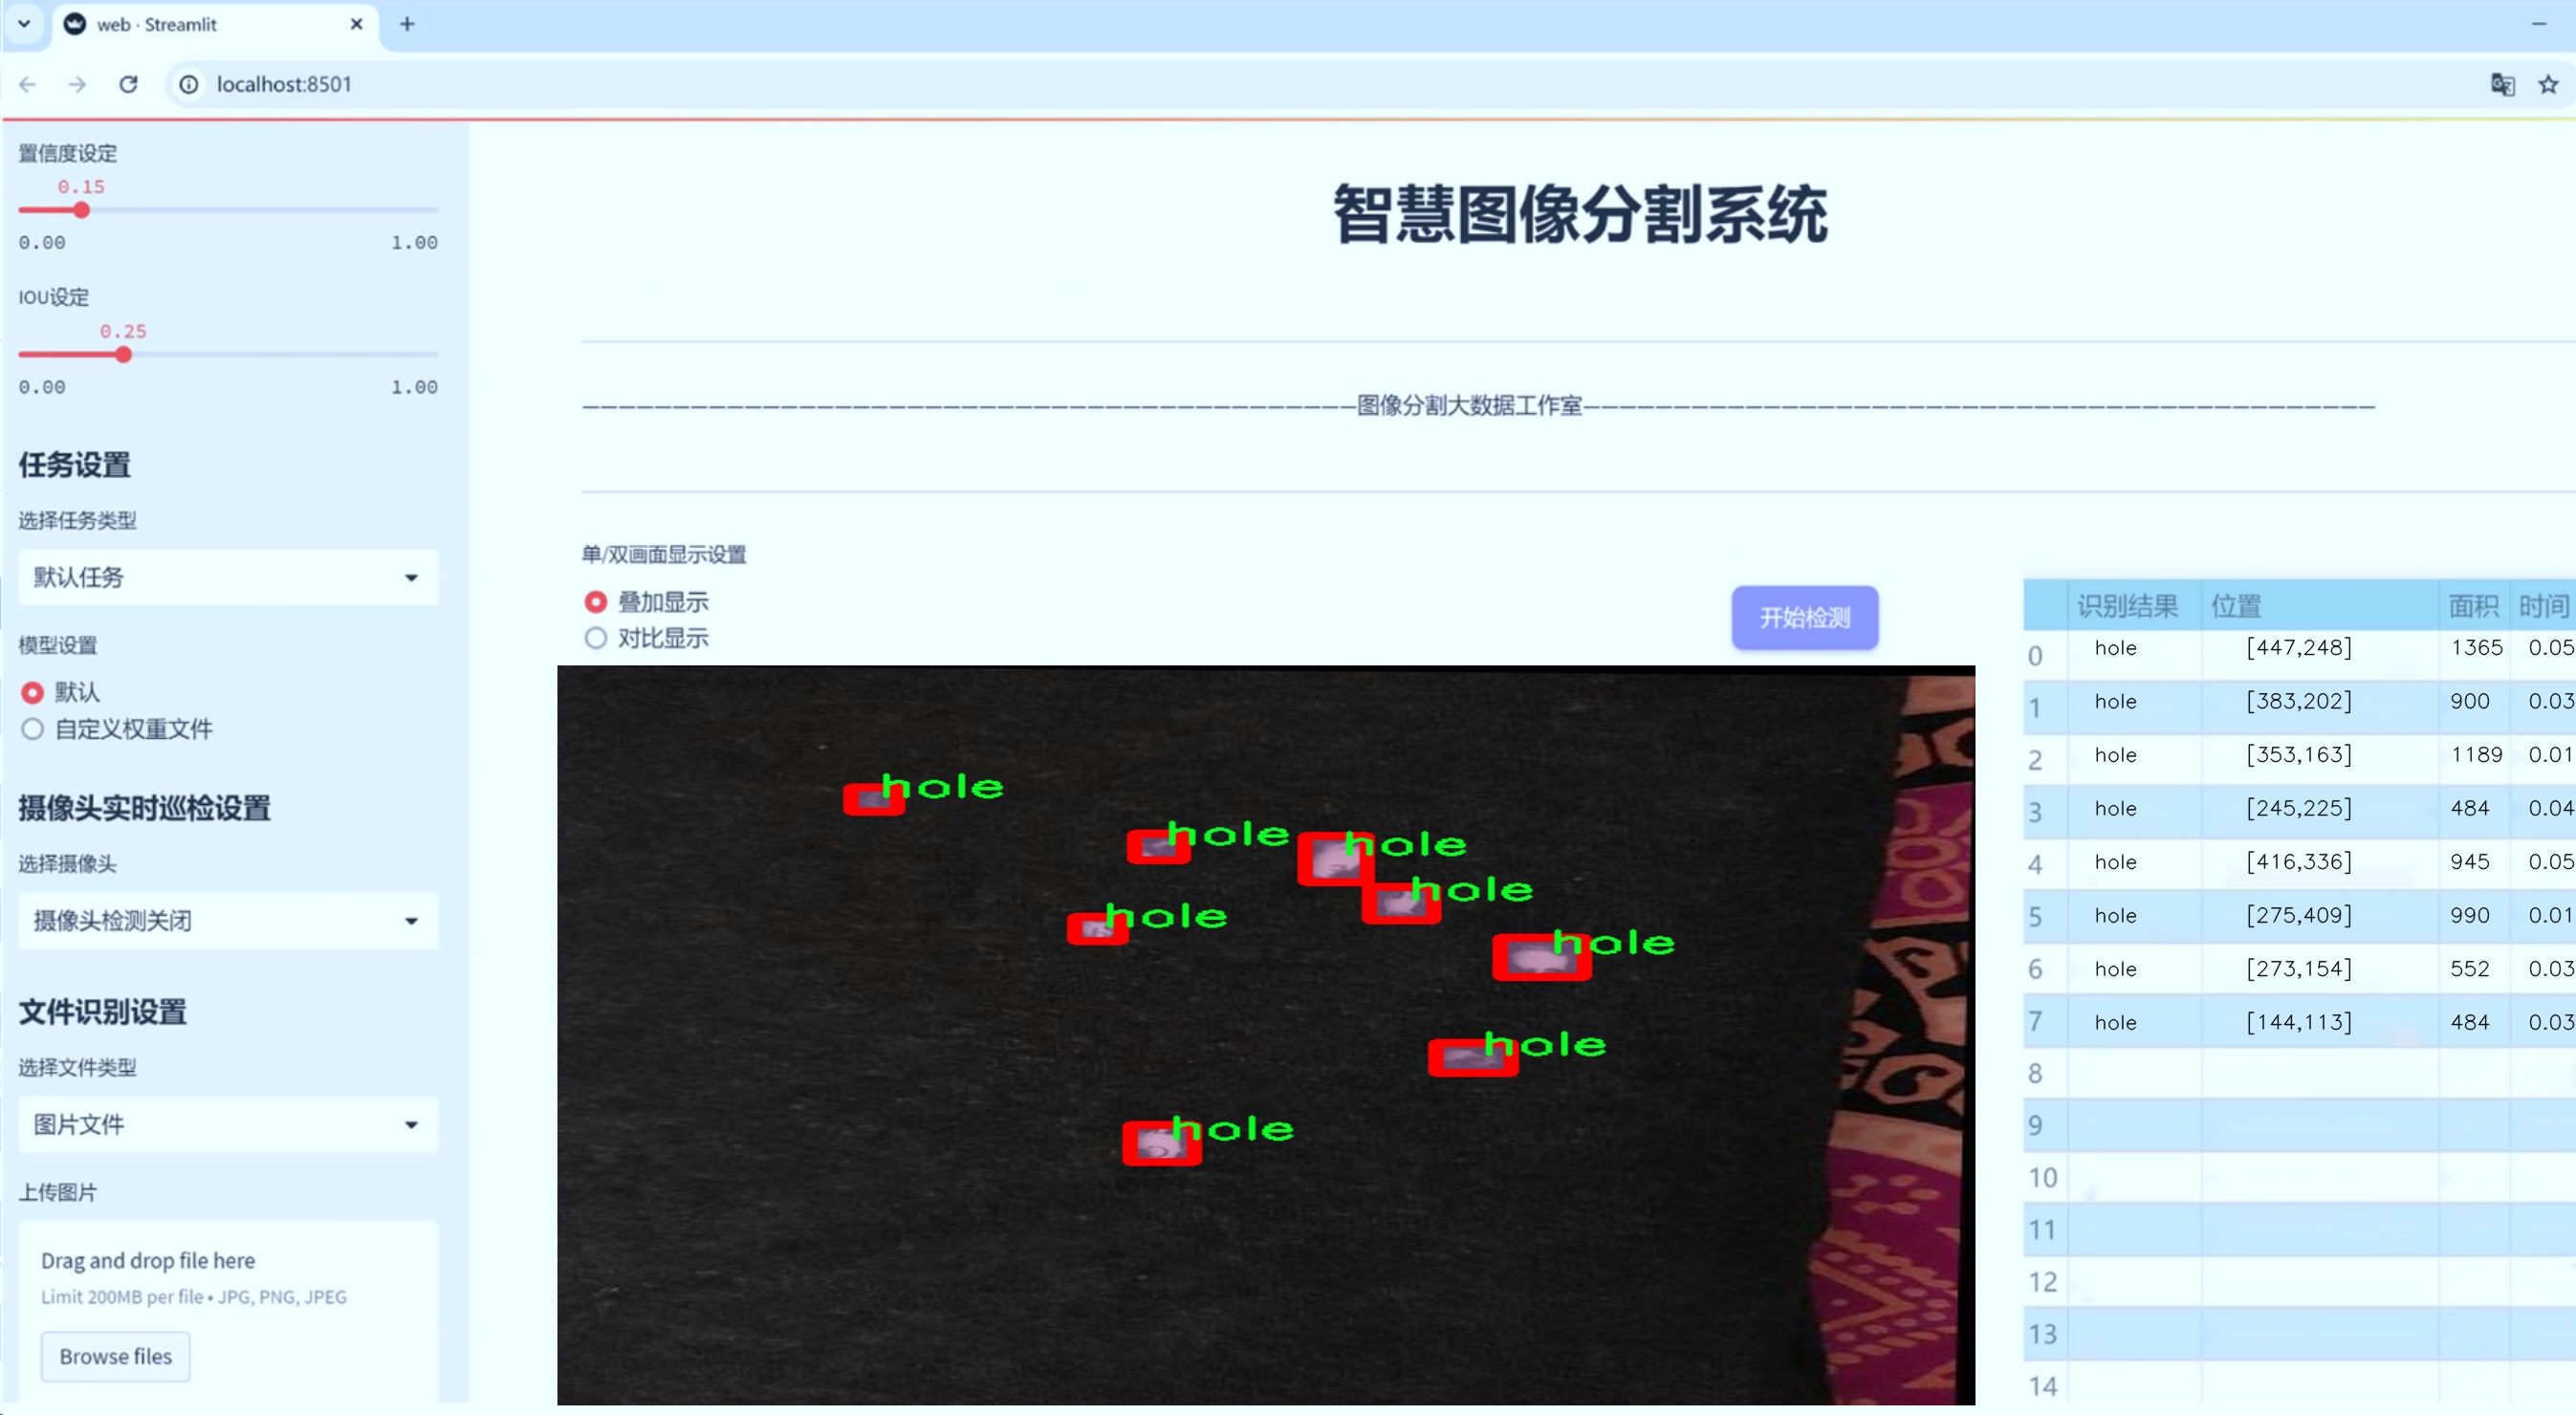 web · Streamlit
localhost:8501
置信度设定
0.15
0.00 1.00
IOU设定
0.25
0.00 1.00
任务设置
选择任务类型
默认任务
模型设置
默认
自定义权重文件
摄像头实时巡检设置
选择摄像头
摄像头检测关闭
文件识别设置
选择文件类型
图片文件
上传图片
Drag and drop file here
Limit 200MB per file • JPG, PNG, JPEG
Browse files
智慧图像分割系统
———————————————————————————————————————————图像分割大数据工作室————————————————————————————————————————————
单/双画面显示设置
叠加显示
对比显示
开始检测
hole
hole
hole
hole
hole
hole
hole
hole
识别结果 位置 面积 时间
0 hole [447,248] 1365 0.05
1 hole [383,202] 900 0.03
2 hole [353,163] 1189 0.01
3 hole [245,225] 484 0.04
4 hole [416,336] 945 0.05
5 hole [275,409] 990 0.01
6 hole [273,154] 552 0.03
7 hole [144,113] 484 0.03
8
9
10
11
12
13
14